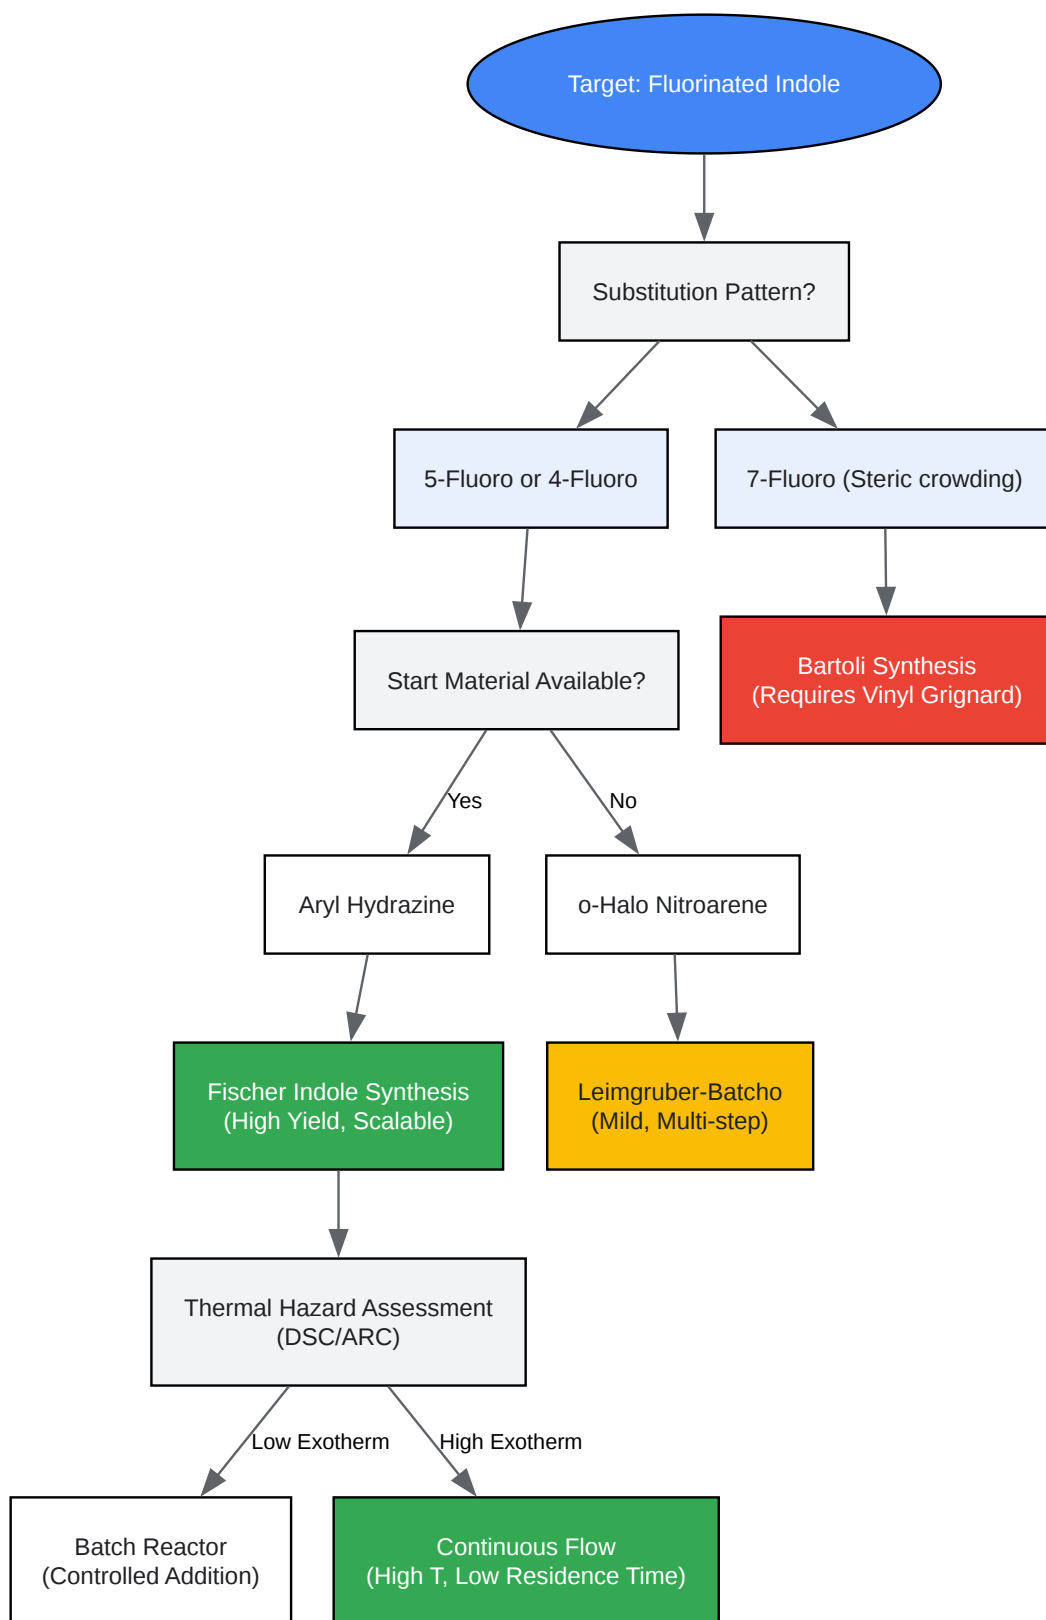 Target: Fluorinated Indole
Substitution Pattern?
5-Fluoro or 4-Fluoro
7-Fluoro (Steric crowding)
Start Material Available?
Bartoli Synthesis
(Requires Vinyl Grignard)
Yes
No
Aryl Hydrazine
o-Halo Nitroarene
Fischer Indole Synthesis
(High Yield, Scalable)
Leimgruber-Batcho
(Mild, Multi-step)
Thermal Hazard Assessment
(DSC/ARC)
Low Exotherm
High Exotherm
Batch Reactor
(Controlled Addition)
Continuous Flow
(High T, Low Residence Time)